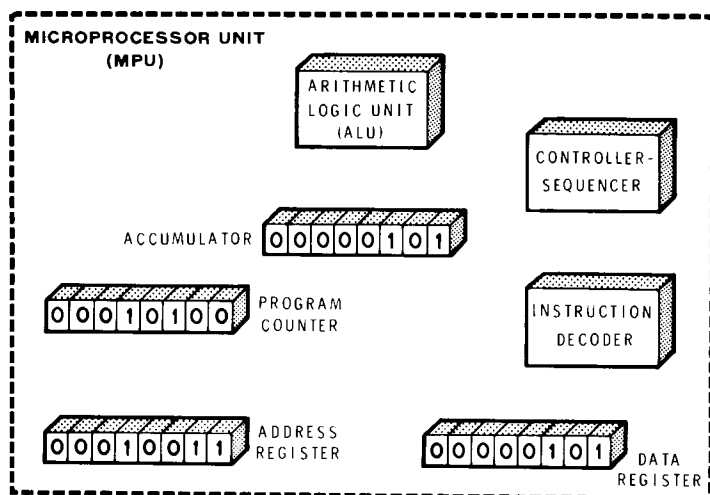 MICROPROCESSOR UNIT
(MPU)
ARITHMETIC
LOGIC UNIT
(ALU)
CONTROLLER-
SEQUENCER
ACCUMULATOR
00000101
00010100
PROGRAM
COUNTER
INSTRUCTION
DECODER
00010011
ADDRESS
REGISTER
00000101
DATA
REGISTER